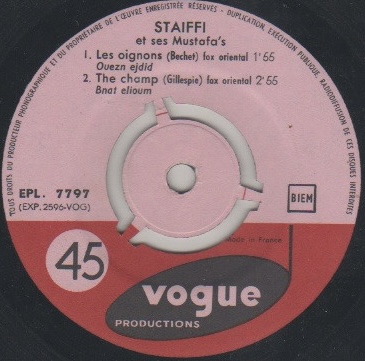 TOUS DROITS DU PRODUCTEUR PHONOGRAPHIQUE ET DU PROPRIETAIRE DE L'ŒUVRE ENREGISTRÉE RÉSERVÉS - DUPLICATION, EXÉCUTION PUBLIQUE, RADIODIFFUSION DE CES DISQUES INTERDITES
STAIFFI
et ses Mustafa's
1. Les oignons (Bechet) fox oriental 1'55
Ouezn ejdid
2. The champ (Gillespie) fox oriental 2'55
Bnat elioum
EPL. 7797
(EXP. 2596-VOG)
BIEM
Made in France
45
vogue
PRODUCTIONS